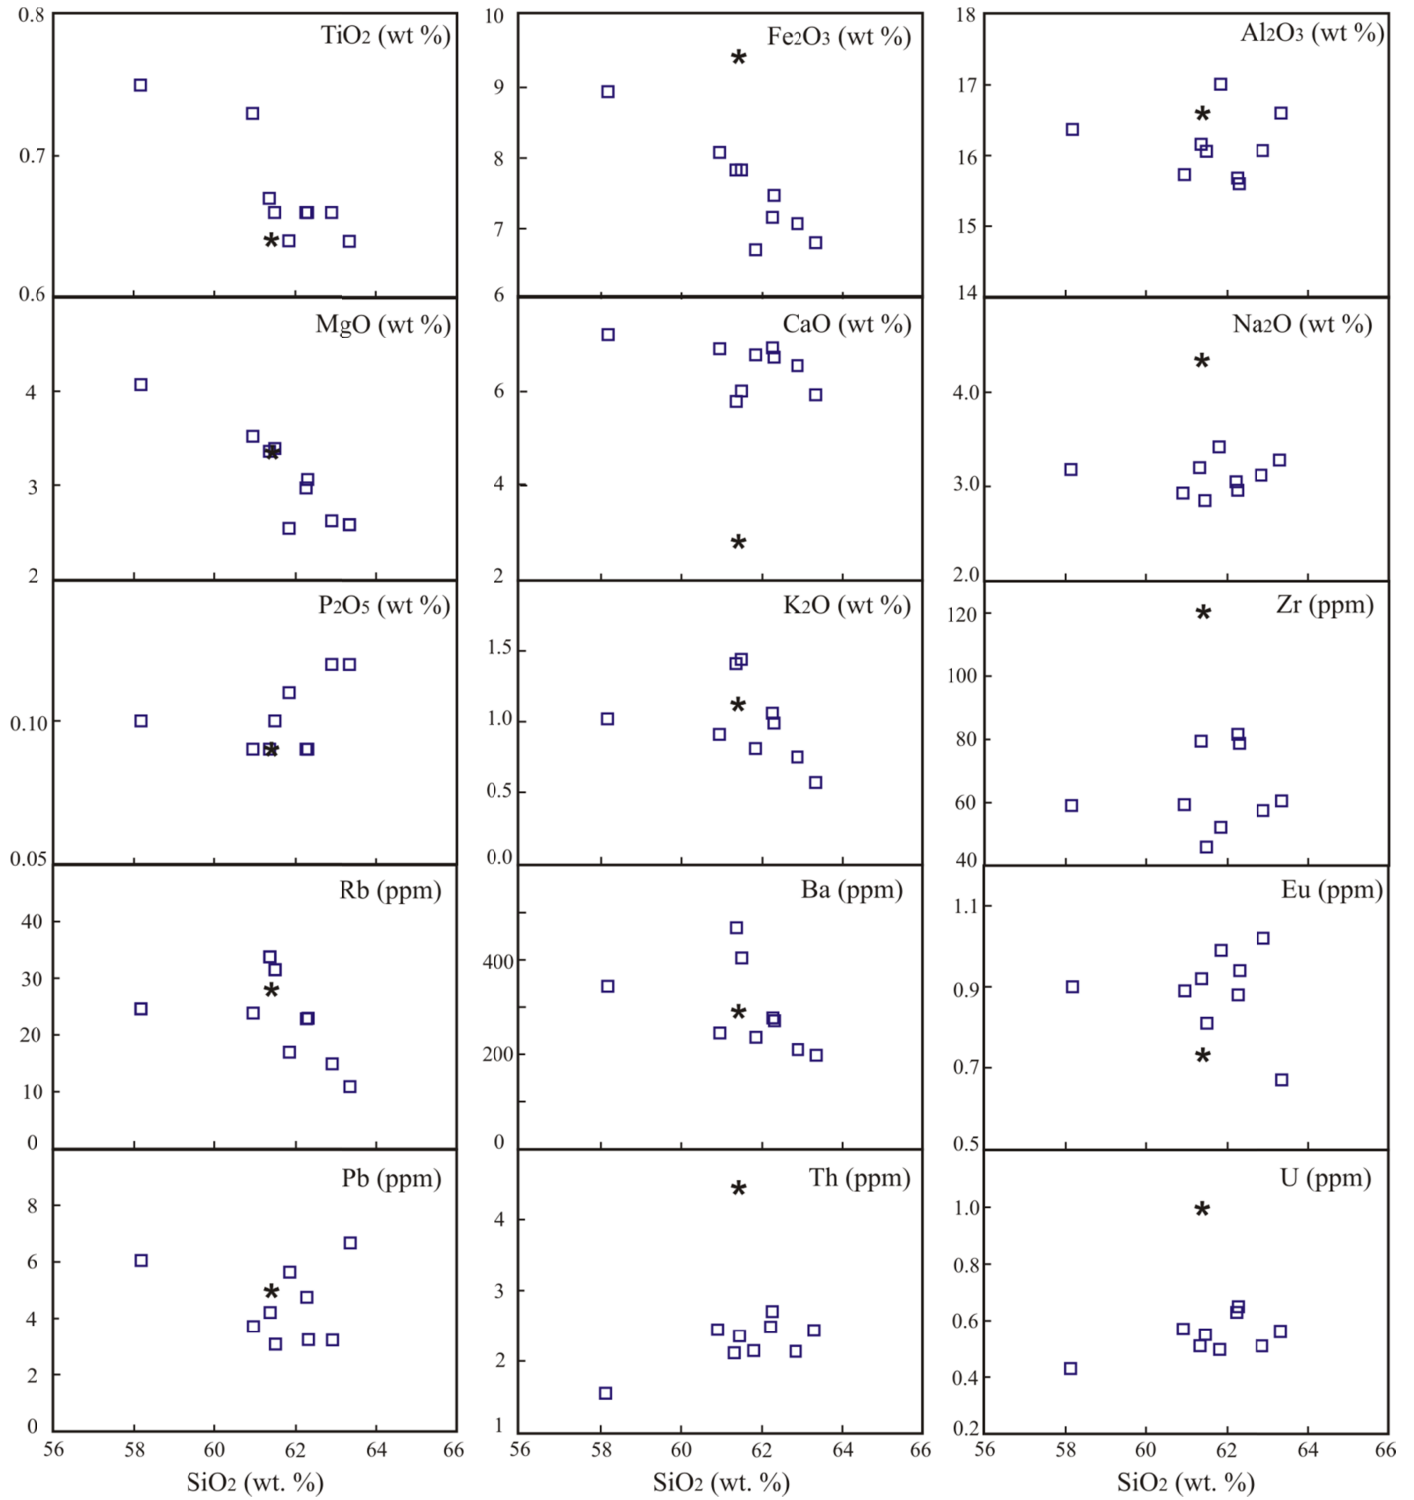 TiO2 (wt %)
0.8
0.7
0.6
Fe2O3 (wt %)
10
9
8
7
6
Al2O3 (wt %)
18
17
16
15
14
MgO (wt %)
4
3
2
CaO (wt %)
6
4
2
Na2O (wt %)
4.0
3.0
2.0
P2O5 (wt %)
0.10
0.05
K2O (wt %)
1.5
1.0
0.5
0.0
Zr (ppm)
120
100
80
60
40
Rb (ppm)
40
30
20
10
0
Ba (ppm)
400
200
0
Eu (ppm)
1.1
0.9
0.7
0.5
Pb (ppm)
8
6
4
2
0
Th (ppm)
4
3
2
1
U (ppm)
1.0
0.8
0.6
0.4
0.2
56 58 60 62 64 66
SiO2 (wt. %)
56 58 60 62 64 66
SiO2 (wt. %)
56 58 60 62 64 66
SiO2 (wt. %)